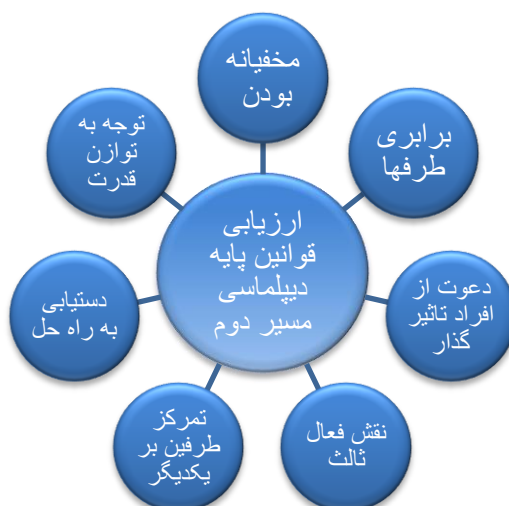 مخفیانه
بودن
برابری
طرفها
دعوت از
افراد تاثیر
گذار
نقش فعال
ثالث
تمرکز
طرفین بر
یکدیگر
دستیابی
به راه حل
توجه به
توازن
قدرت
ارزیابی
قوانین پایه
دیپلماسی
مسیر دوم